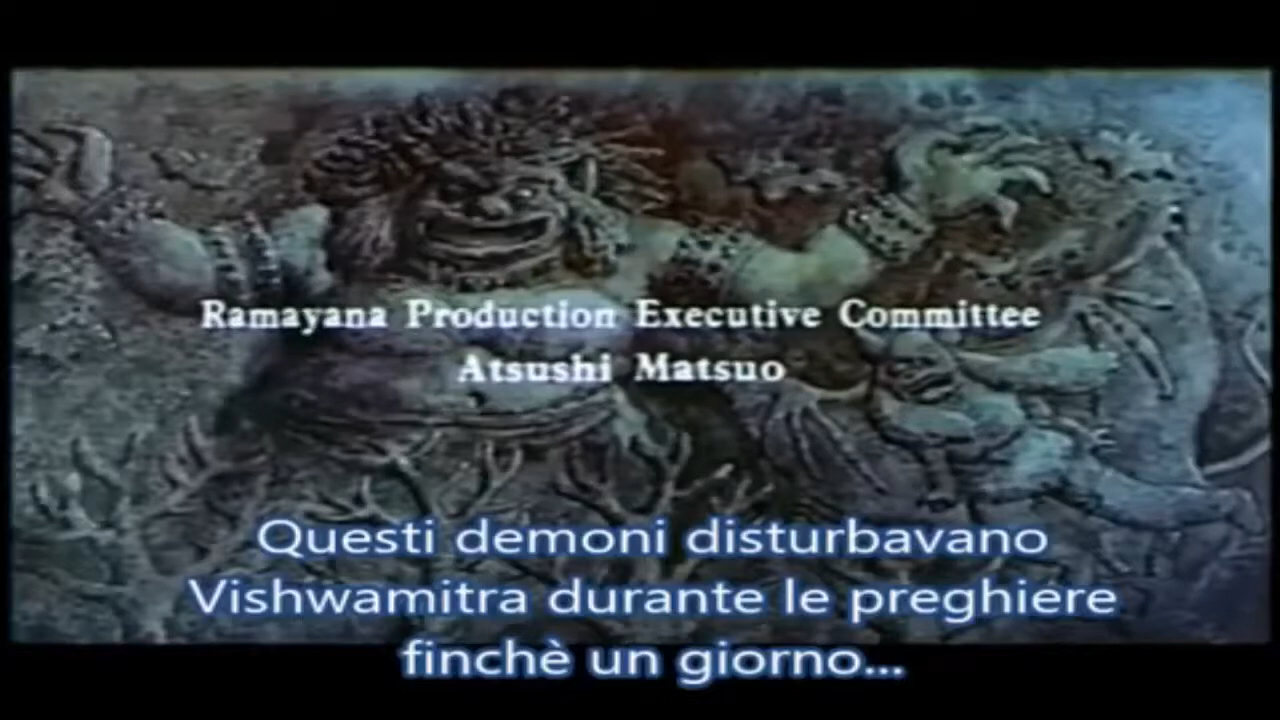 Ramayana Production Executive Committee
Atsushi Matsuo
Questi demoni disturbavano
Vishwamitra durante le preghiere
finchè un giorno...